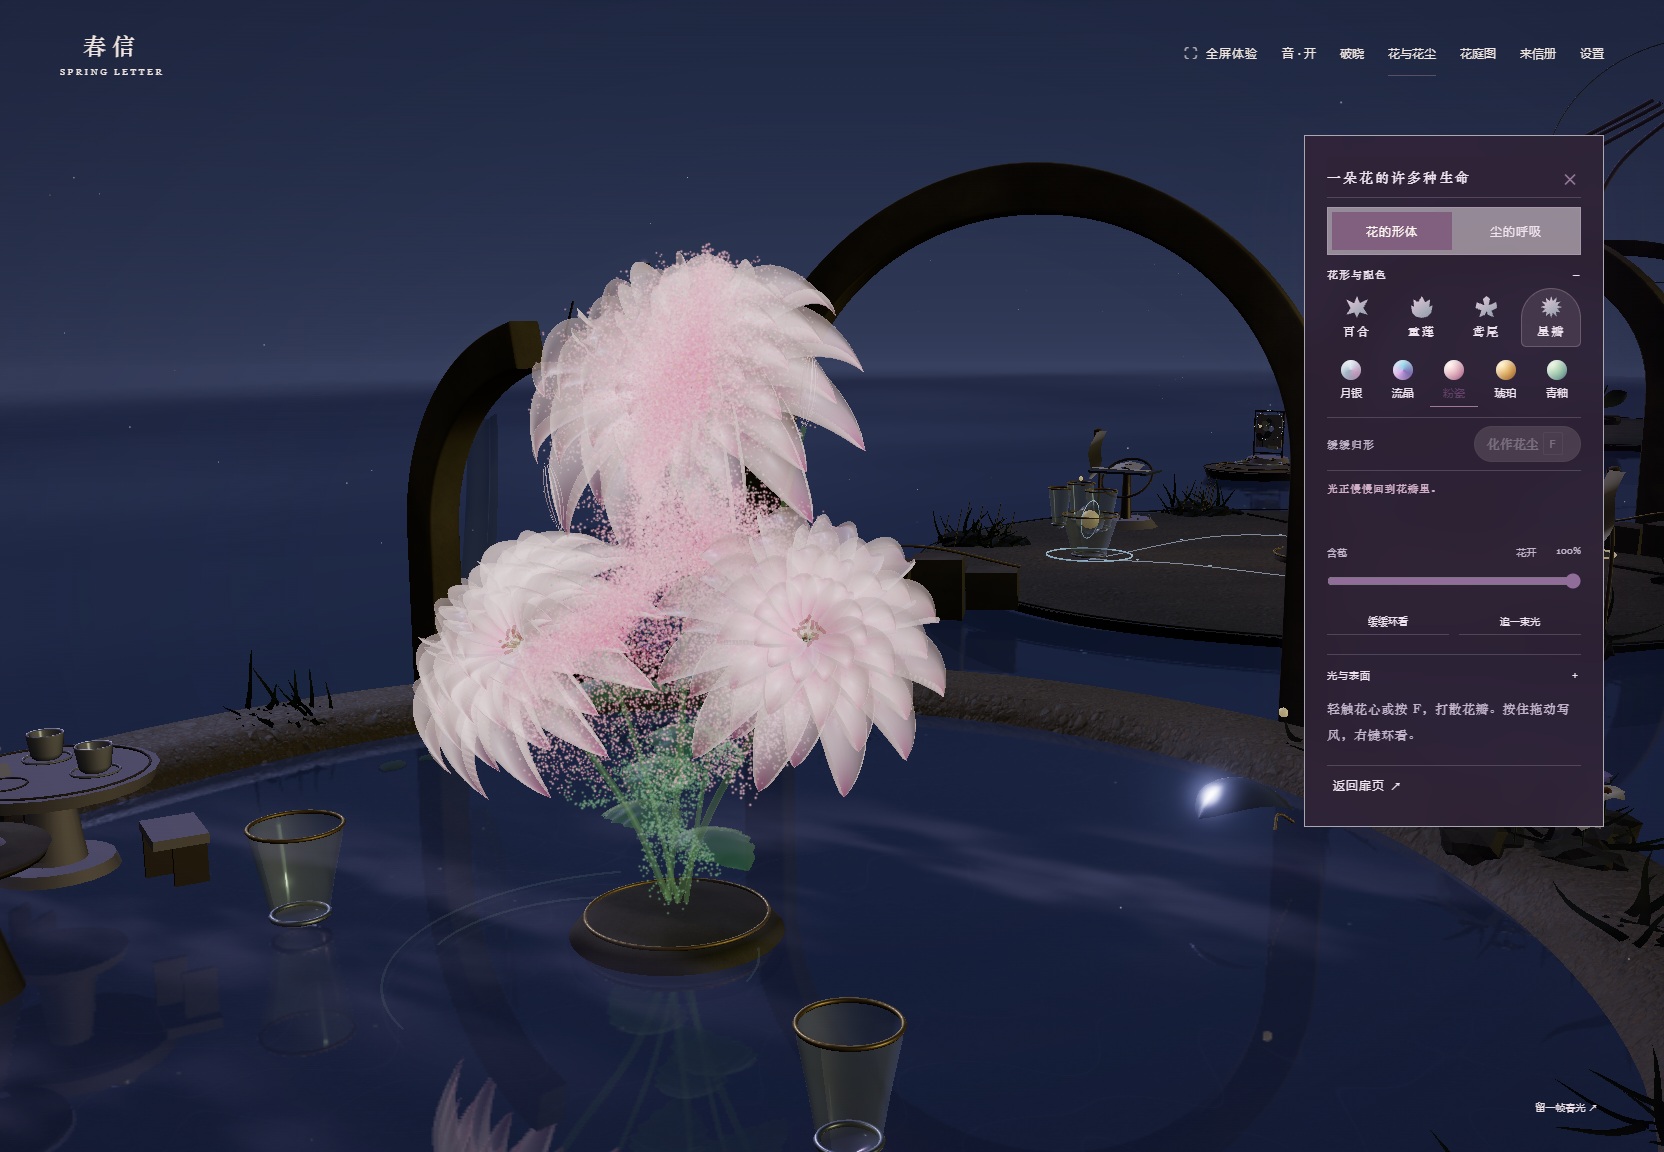 春信
SPRING LETTER
全屏体验 音·开 破晓 花与花尘 花庭图 来信册 设置
一朵花的许多种生命
花的形体 尘的呼吸
花形与配色
百合 重莲 鸢尾 星瓣
月银 流晶 粉瓷 琥珀 青釉
缓缓归形 化作花尘 F
光正慢慢回到花瓣里。
含苞 花开 100%
缓缓环看 追一束光
光与表面 +
轻触花心或按 F，打散花瓣。按住拖动写
风，右键环看。
返回扉页 ↗
留一帧春光 ↗